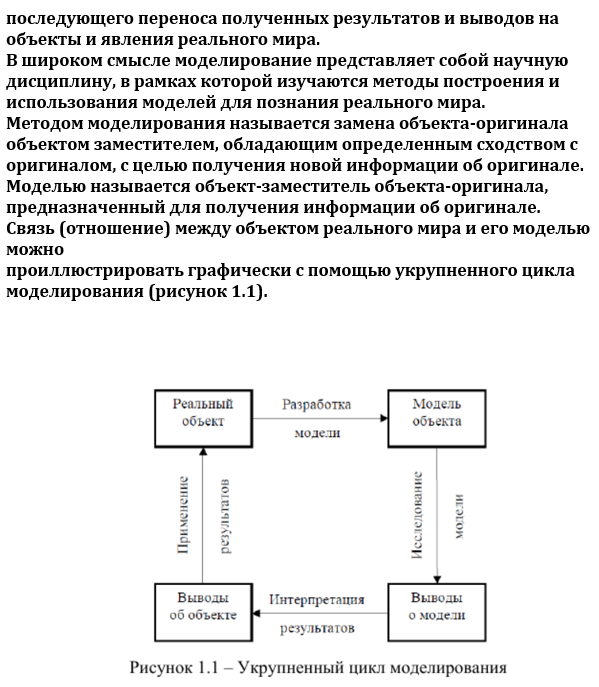 последующего переноса полученных результатов и выводов на
объекты и явления реального мира.
В широком смысле моделирование представляет собой научную
дисциплину, в рамках которой изучаются методы построения и
использования моделей для познания реального мира.
Методом моделирования называется замена объекта-оригинала
объектом заместителем, обладающим определенным сходством с
оригиналом, с целью получения новой информации об оригинале.
Моделью называется объект-заместитель объекта-оригинала,
предназначенный для получения информации об оригинале.
Связь (отношение) между объектом реального мира и его моделью
можно
проиллюстрировать графически с помощью укрупненного цикла
моделирования (рисунок 1.1).
Реальный
объект
Разработка
модели
Модель
объекта
Применение
результатов
Исследование
модели
Выводы
об объекте
Интерпретация
результатов
Выводы
о модели
Рисунок 1.1 – Укрупненный цикл моделирования